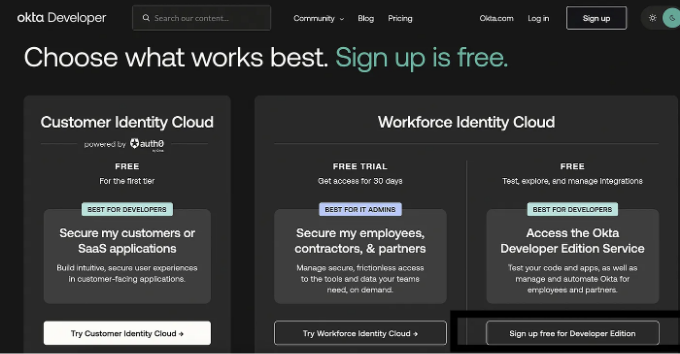 okta Developer
Search our content...
Community
Blog
Pricing
Okta.com
Log in
Sign up
Choose what works best. Sign up is free.
Customer Identity Cloud
powered by auth0
FREE
For the first tier
BEST FOR DEVELOPERS
Secure my customers or
SaaS applications
Build intuitive, secure user experiences
in customer-facing applications.
Try Customer Identity Cloud →
Workforce Identity Cloud
FREE TRIAL
Get access for 30 days
BEST FOR IT ADMINS
Secure my employees,
contractors, & partners
Manage secure, frictionless access
to the tools and data your teams
need, on demand.
Try Workforce Identity Cloud →
FREE
Test, explore, and manage integrations
BEST FOR DEVELOPERS
Access the Okta
Developer Edition Service
Test your code and apps, as well as
manage and automate Okta for
employees and partners.
Sign up free for Developer Edition